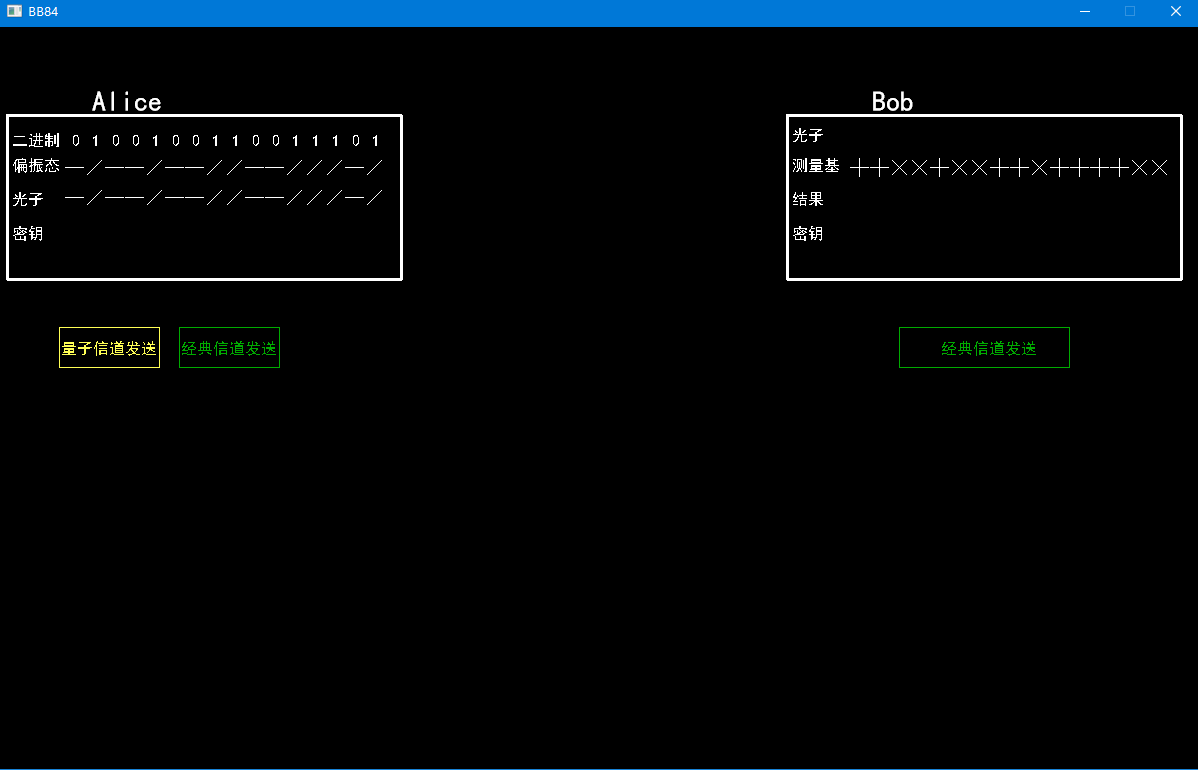 BB84
Alice
二进制 0 1 0 0 1 0 0 1 1 0 0 1 1 1 0 1
偏振态 — ／ — — ／ — — ／ ／ — — ／ ／ ／ — ／
光子 — ／ — — ／ — — ／ ／ — — ／ ／ ／ — ／
密钥
量子信道发送
经典信道发送
Bob
光子
测量基 ＋ ＋ × × ＋ × × ＋ ＋ × ＋ ＋ ＋ ＋ × ×
结果
密钥
经典信道发送